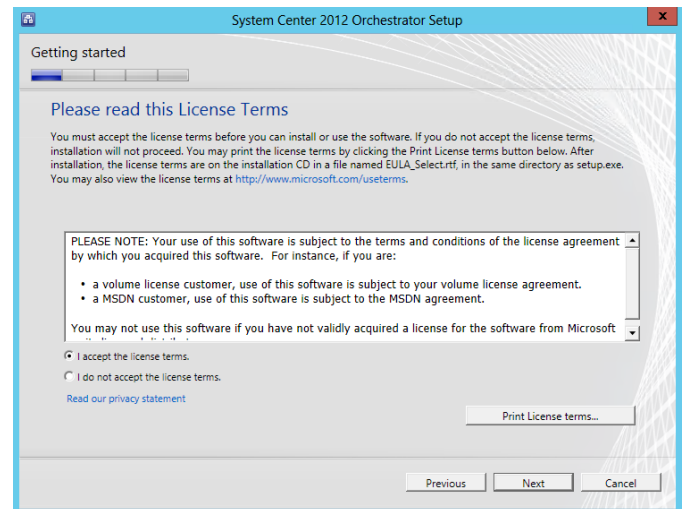 System Center 2012 Orchestrator Setup
x
Getting started
Please read this License Terms
You must accept the license terms before you can install or use the software. If you do not accept the license terms,
installation will not proceed. You may print the license terms by clicking the Print License terms button below. After
installation, the license terms are on the installation CD in a file named EULA_Select.rtf, in the same directory as setup.exe.
You may also view the license terms at http://www.microsoft.com/useterms.
PLEASE NOTE: Your use of this software is subject to the terms and conditions of the license agreement
by which you acquired this software.  For instance, if you are:
• a volume license customer, use of this software is subject to your volume license agreement.
• a MSDN customer, use of this software is subject to the MSDN agreement.
You may not use this software if you have not validly acquired a license for the software from Microsoft
I accept the license terms.
I do not accept the license terms.
Read our privacy statement
Print License terms...
Previous
Next
Cancel